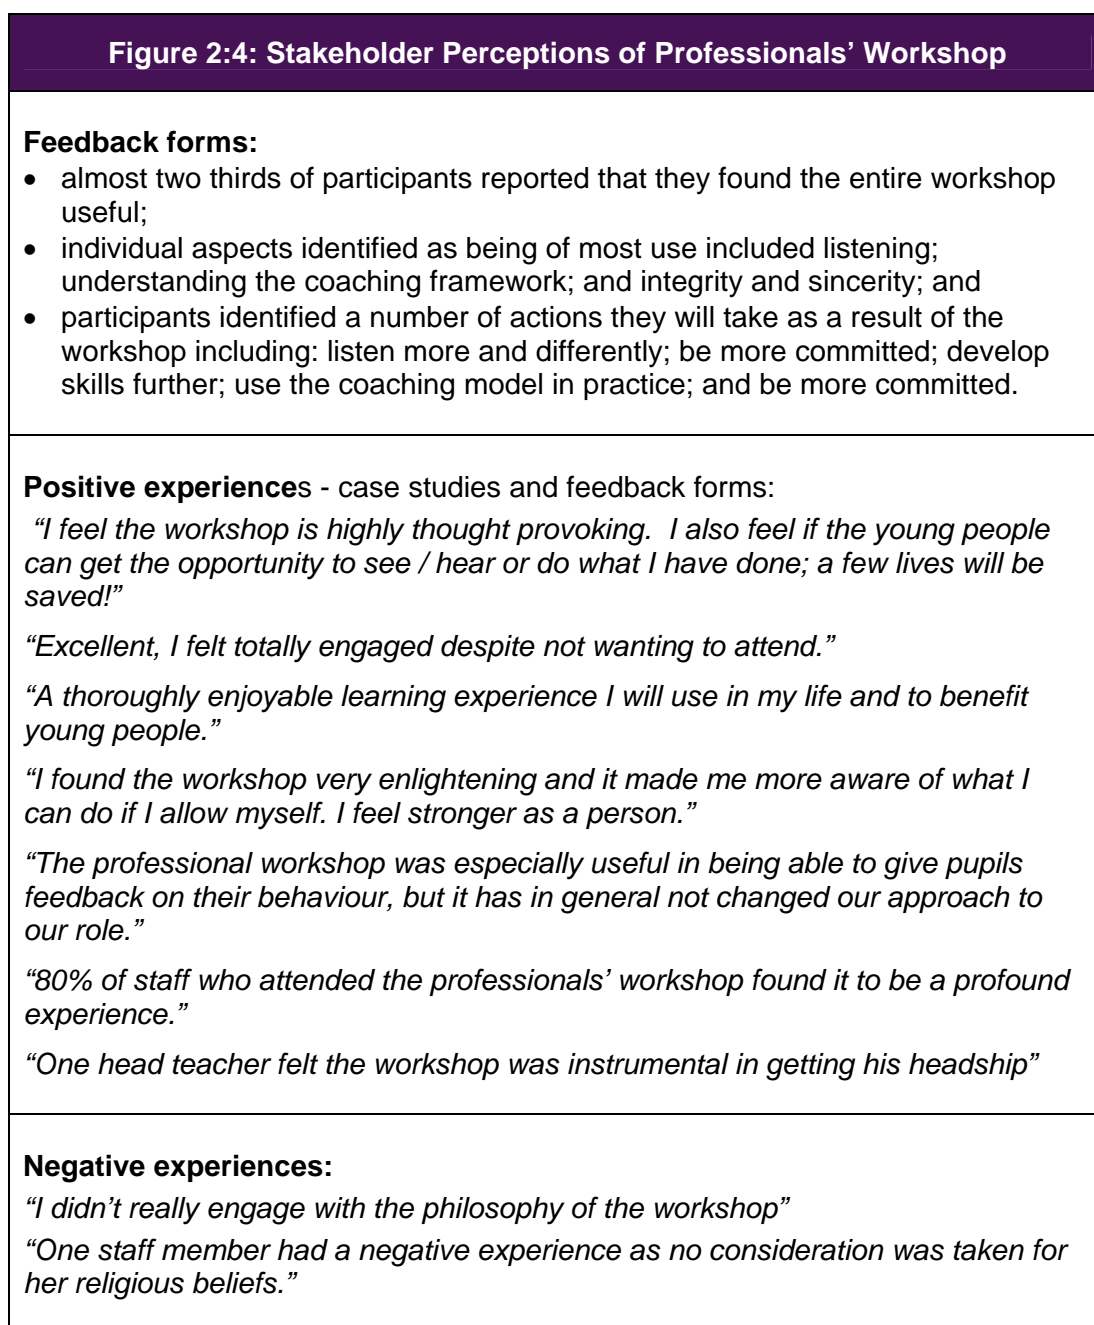 Figure 2:4: Stakeholder Perceptions of Professionals’ Workshop
Feedback forms:
• almost two thirds of participants reported that they found the entire workshop
useful;
• individual aspects identified as being of most use included listening;
understanding the coaching framework; and integrity and sincerity; and
• participants identified a number of actions they will take as a result of the
workshop including: listen more and differently; be more committed; develop
skills further; use the coaching model in practice; and be more committed.
Positive experiences - case studies and feedback forms:
“I feel the workshop is highly thought provoking.  I also feel if the young people
can get the opportunity to see / hear or do what I have done; a few lives will be
saved!”
“Excellent, I felt totally engaged despite not wanting to attend.”
“A thoroughly enjoyable learning experience I will use in my life and to benefit
young people.”
“I found the workshop very enlightening and it made me more aware of what I
can do if I allow myself. I feel stronger as a person.”
“The professional workshop was especially useful in being able to give pupils
feedback on their behaviour, but it has in general not changed our approach to
our role.”
“80% of staff who attended the professionals’ workshop found it to be a profound
experience.”
“One head teacher felt the workshop was instrumental in getting his headship”
Negative experiences:
“I didn’t really engage with the philosophy of the workshop”
“One staff member had a negative experience as no consideration was taken for
her religious beliefs.”